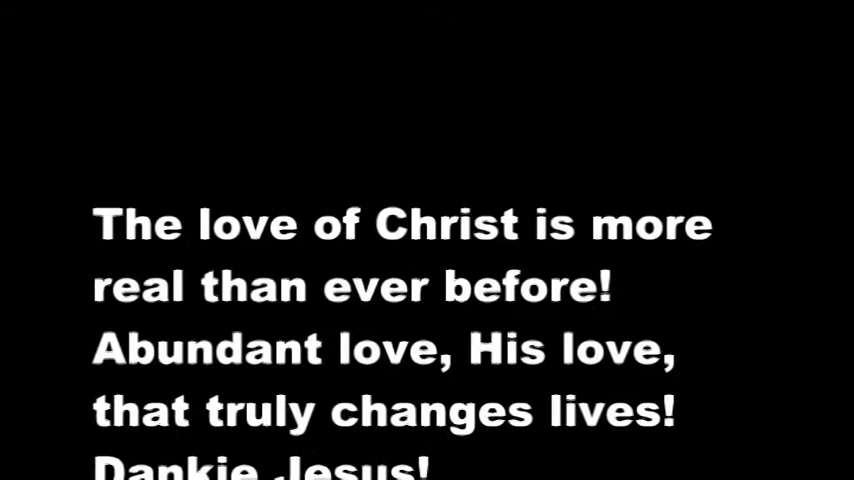 The love of Christ is more
real than ever before!
Abundant love, His love,
that truly changes lives!
Dankie Jesus!